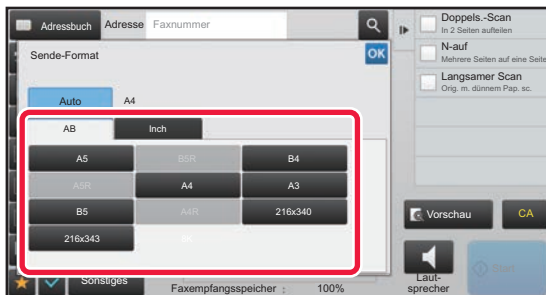 Adressbuch Adresse Faxnummer
Sende-Format OK
Auto A4
AB Inch
A5 B5R B4
A5R A4 A3
B5 A4R 216x340
216x343 8K
Sonstiges
Faxempfangsspeicher : 100%
Doppels.-Scan
In 2 Seiten aufteilen
N-auf
Mehrere Seiten auf eine Seite
Langsamer Scan
Orig. m. dünnem Pap. sc.
Vorschau CA
Laut-
sprecher
Start